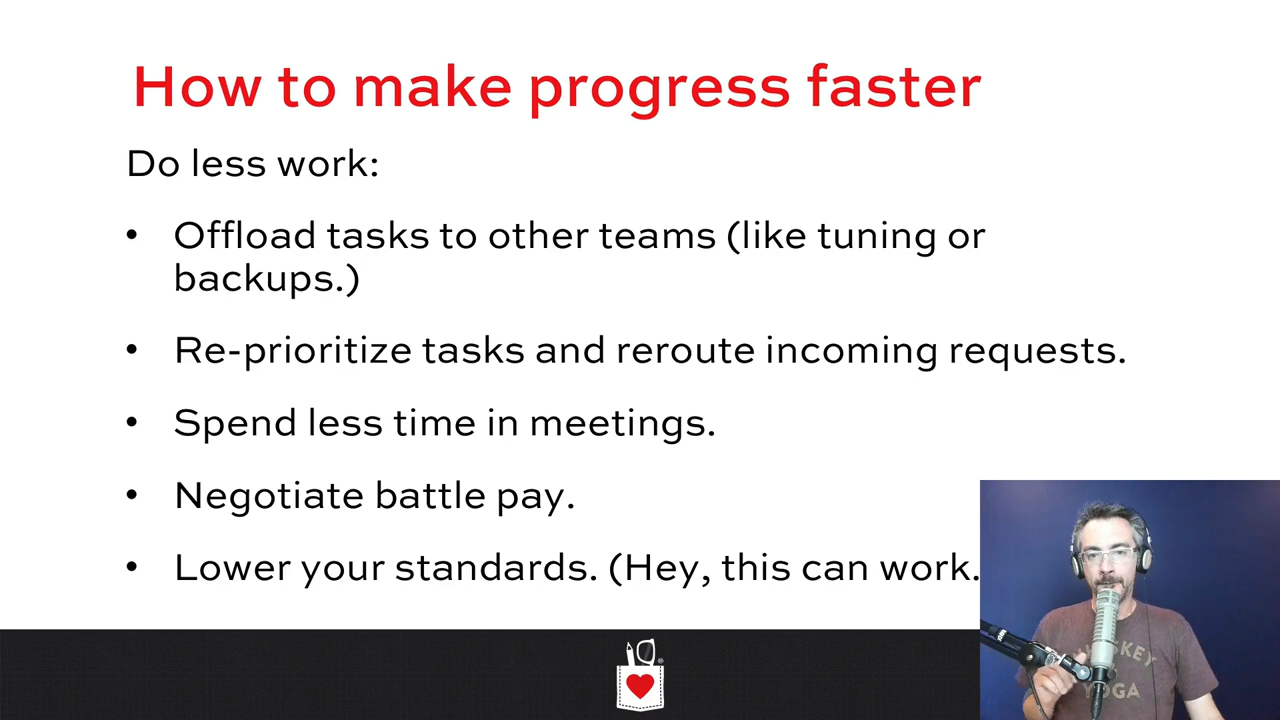 How to make progress faster
Do less work:
• Offload tasks to other teams (like tuning or
backups.)
• Re-prioritize tasks and reroute incoming requests.
• Spend less time in meetings.
• Negotiate battle pay.
• Lower your standards. (Hey, this can work.
YOGA